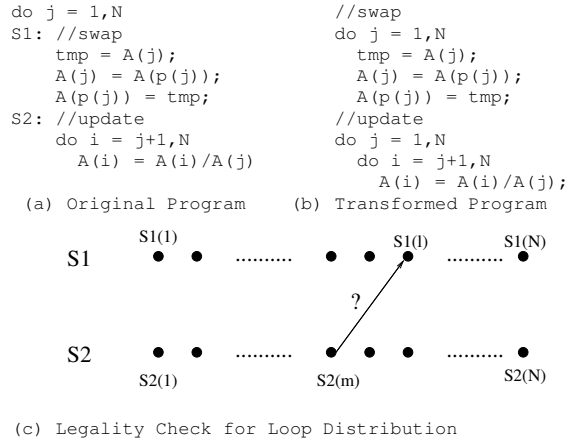 do j = 1,N
S1: //swap
tmp = A(j);
A(j) = A(p(j));
A(p(j)) = tmp;
S2: //update
do i = j+1,N
A(i) = A(i)/A(j)
(a) Original Program
//swap
do j = 1,N
tmp = A(j);
A(j) = A(p(j));
A(p(j)) = tmp;
//update
do j = 1,N
do i = j+1,N
A(i) = A(i)/A(j);
(b) Transformed Program
S1(1) S1(l) S1(N)
S1 .......... ..........
?
S2 .......... ..........
S2(1) S2(m) S2(N)
(c) Legality Check for Loop Distribution